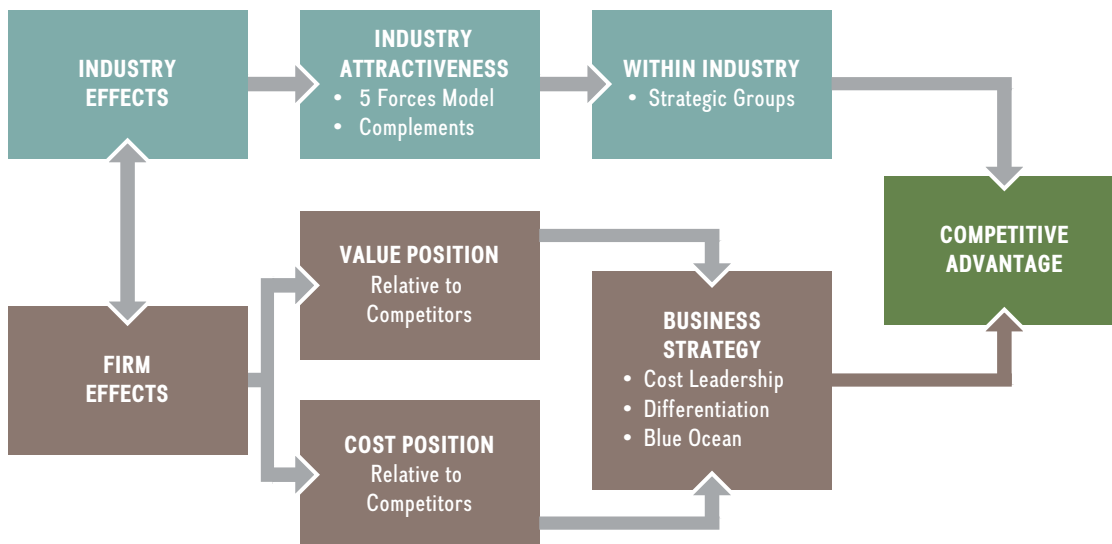 INDUSTRY
EFFECTS
INDUSTRY
ATTRACTIVENESS
• 5 Forces Model
• Complements
WITHIN INDUSTRY
• Strategic Groups
COMPETITIVE
ADVANTAGE
FIRM
EFFECTS
VALUE POSITION
Relative to
Competitors
COST POSITION
Relative to
Competitors
BUSINESS
STRATEGY
• Cost Leadership
• Differentiation
• Blue Ocean